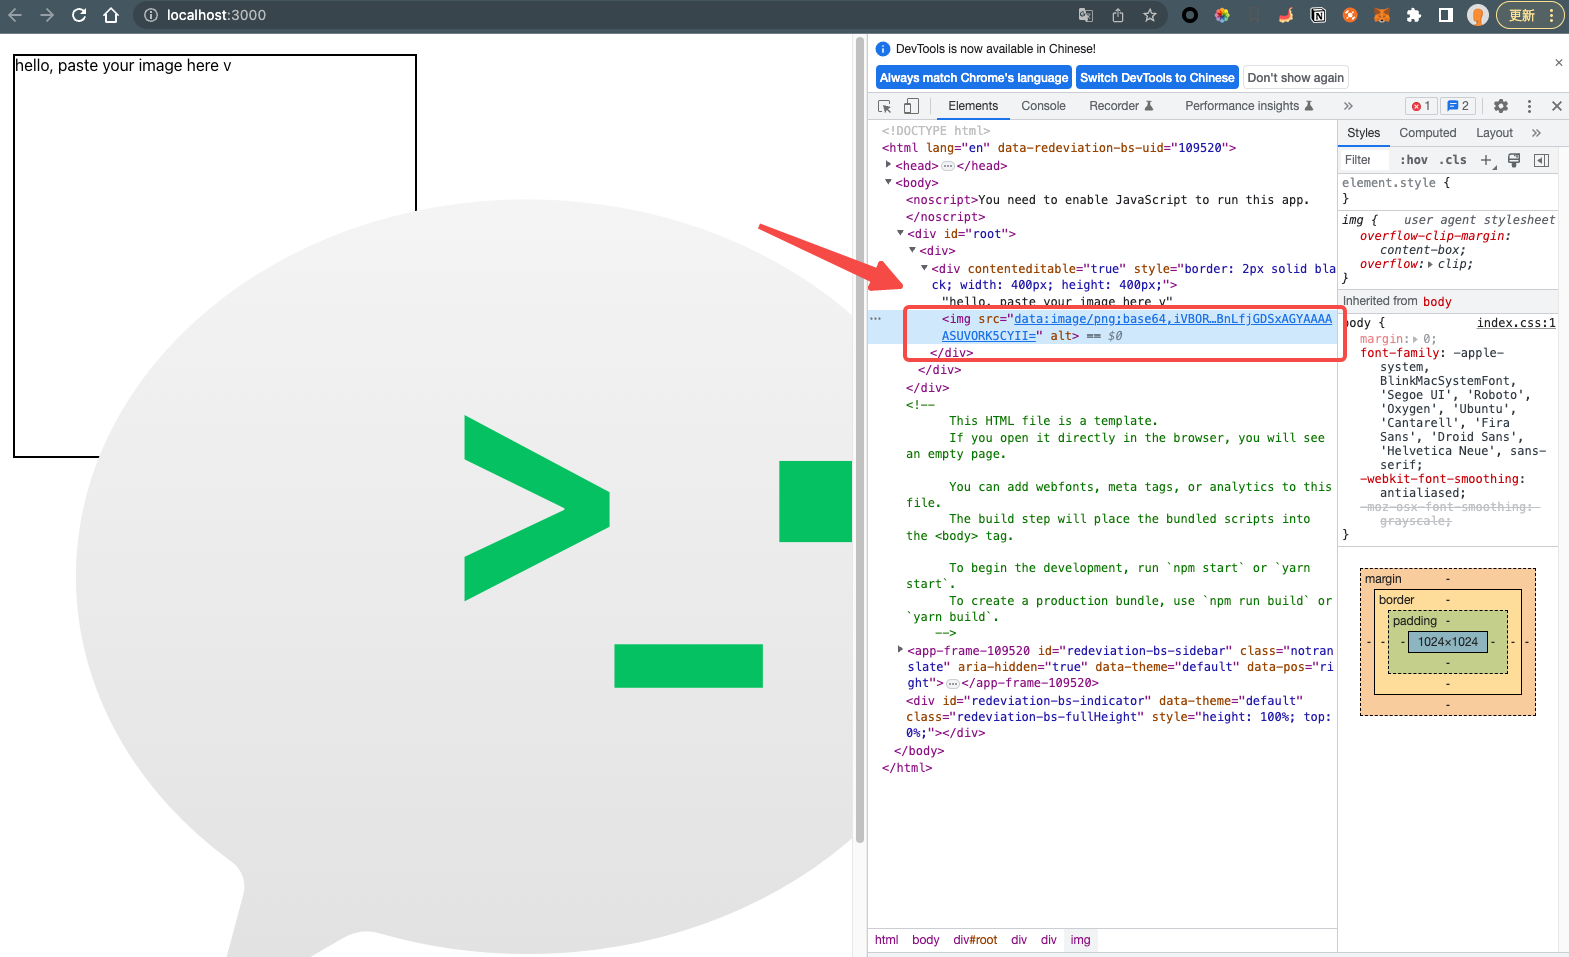 localhost:3000
更新
hello, paste your image here v
DevTools is now available in Chinese!
Always match Chrome's language
Switch DevTools to Chinese
Don't show again
Elements
Console
Recorder
Performance insights
1
2
<!DOCTYPE html>
<html lang="en" data-redeviation-bs-uid="109520">
<head>…</head>
<body>
<noscript>You need to enable JavaScript to run this app.
</noscript>
<div id="root">
<div>
<div contenteditable="true" style="border: 2px solid bla
ck; width: 400px; height: 400px;">
"hello, paste your image here v"
<img src="data:image/png;base64,iVBOR…BnLfjGDSxAGYAAAA
ASUVORK5CYII=" alt> == $0
</div>
</div>
</div>
<!--
This HTML file is a template.
If you open it directly in the browser, you will see
an empty page.
You can add webfonts, meta tags, or analytics to this
file.
The build step will place the bundled scripts into
the <body> tag.
To begin the development, run `npm start` or `yarn
start`.
To create a production bundle, use `npm run build` or
`yarn build`.
-->
<app-frame-109520 id="redeviation-bs-sidebar" class="notran
slate" aria-hidden="true" data-theme="default" data-pos="ri
ght">…</app-frame-109520>
<div id="redeviation-bs-indicator" data-theme="default"
class="redeviation-bs-fullHeight" style="height: 100%; top:
0%;"></div>
</body>
</html>
html body div#root div div img
Styles
Computed
Layout
Filter
:hov .cls
element.style {
}
img { user agent stylesheet
overflow-clip-margin:
content-box;
overflow: clip;
}
Inherited from body
body { index.css:1
margin: 0;
font-family: -apple-
system,
BlinkMacSystemFont,
'Segoe UI', 'Roboto',
'Oxygen', 'Ubuntu',
'Cantarell', 'Fira
Sans', 'Droid Sans',
'Helvetica Neue', sans-
serif;
-webkit-font-smoothing:
antialiased;
-moz-osx-font-smoothing:
grayscale;
}
margin -
border -
padding -
- - - 1024×1024 - - -
-
-
-